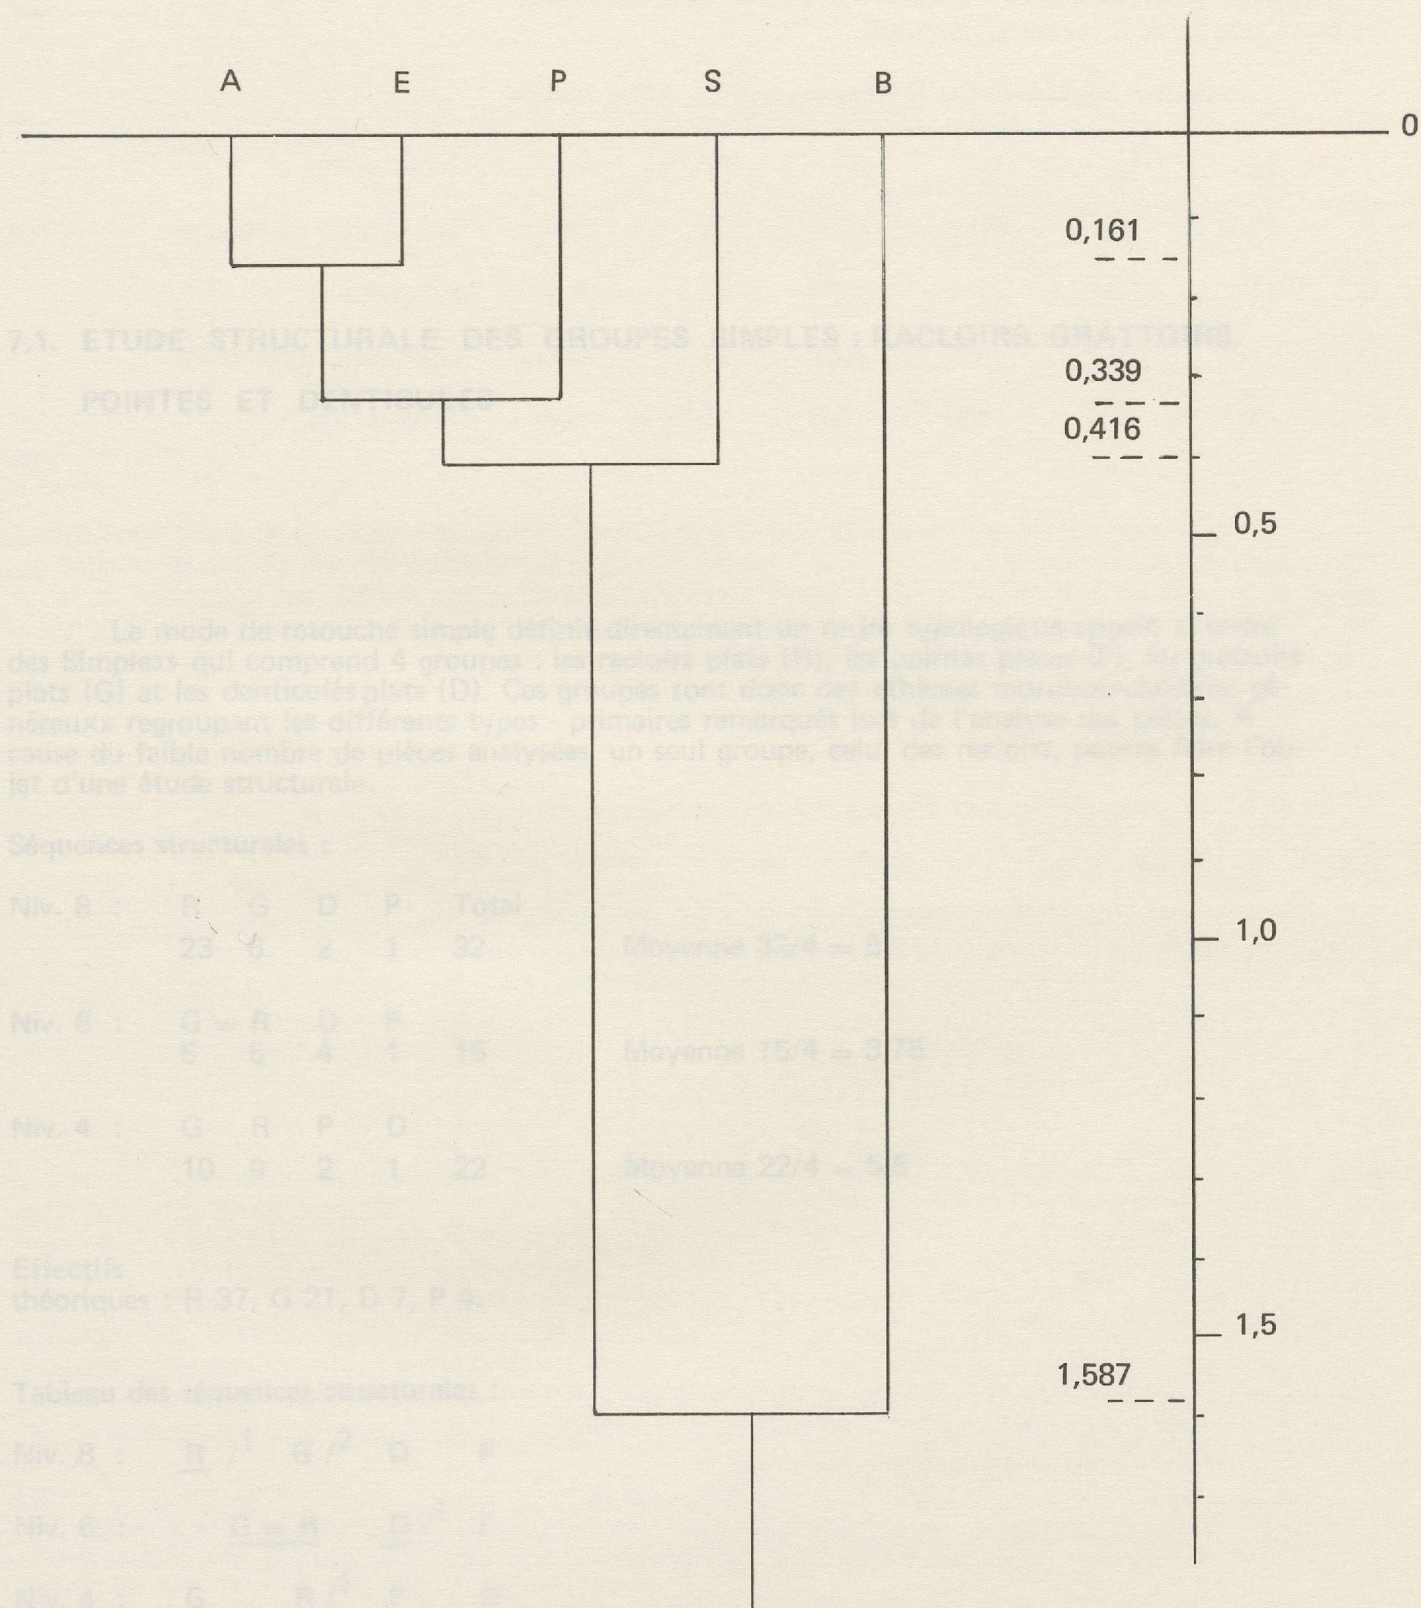 A E P S B
0
0,161
7.1. ETUDE STRUCTURALE DES GROUPES SIMPLES : RACLOIRS, GRATTOIRS,
0,339
POINTES ET DENTICULES
0,416
0,5
Le mode de retouche simple définit directement un ordre typologique
des Simples qui comprend 4 groupes : les racloirs plats (R), les pointes plates (P), les grattoirs
plats (G) et les denticulés plats (D). Ces groupes sont donc des
néraux» regroupant les différents types primaires remarqués lors de l'analyse des pièces. A
cause du faible nombre de pièces analysées, un seul groupe, celui des racloirs, pourra faire l'ob-
jet d'une étude structurale.
Séquences structurales :
Niv. 8 : R G D P Total
1,0
23 6 2 1 32 Moyenne 32/4 = 8
Niv. 6 : G = R D P
5 5 4 1 15 Moyenne 15/4 = 3,75
Niv. 4 : G R P D
10 9 2 1 22 Moyenne 22/4 = 5,5
Effectifs
théoriques : R 37, G 21, D 7, P 4.
1,5
1,587
Tableau des séquences structurales :
Niv. 8 : R / G / D P
Niv. 6 : G = R D / P
Niv. 4 : G R / P D